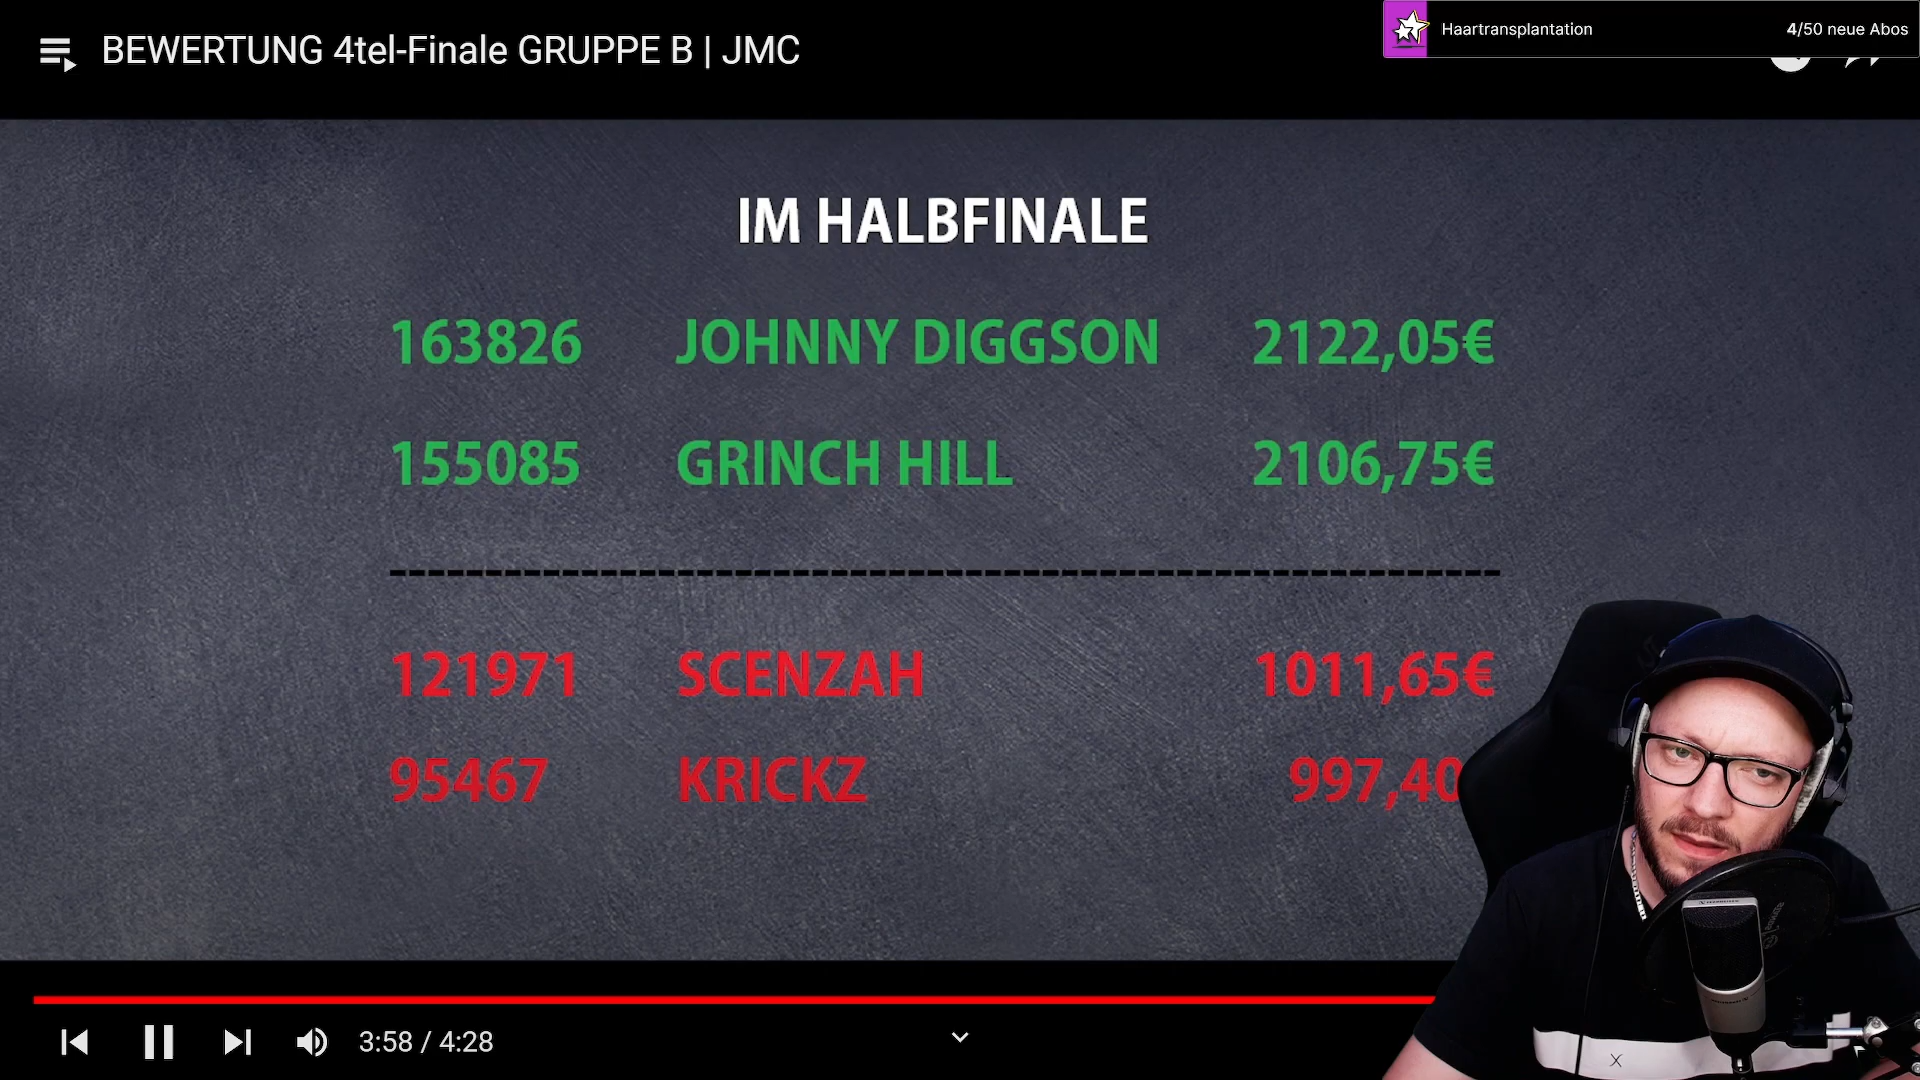 BEWERTUNG 4tel-Finale GRUPPE B | JMC
Haartransplantation 4/50 neue Abos
IM HALBFINALE
163826 JOHNNY DIGGSON 2122,05€
155085 GRINCH HILL 2106,75€
121971 SCENZAH 1011,65€
95467 KRICKZ 997,40
3:58 / 4:28